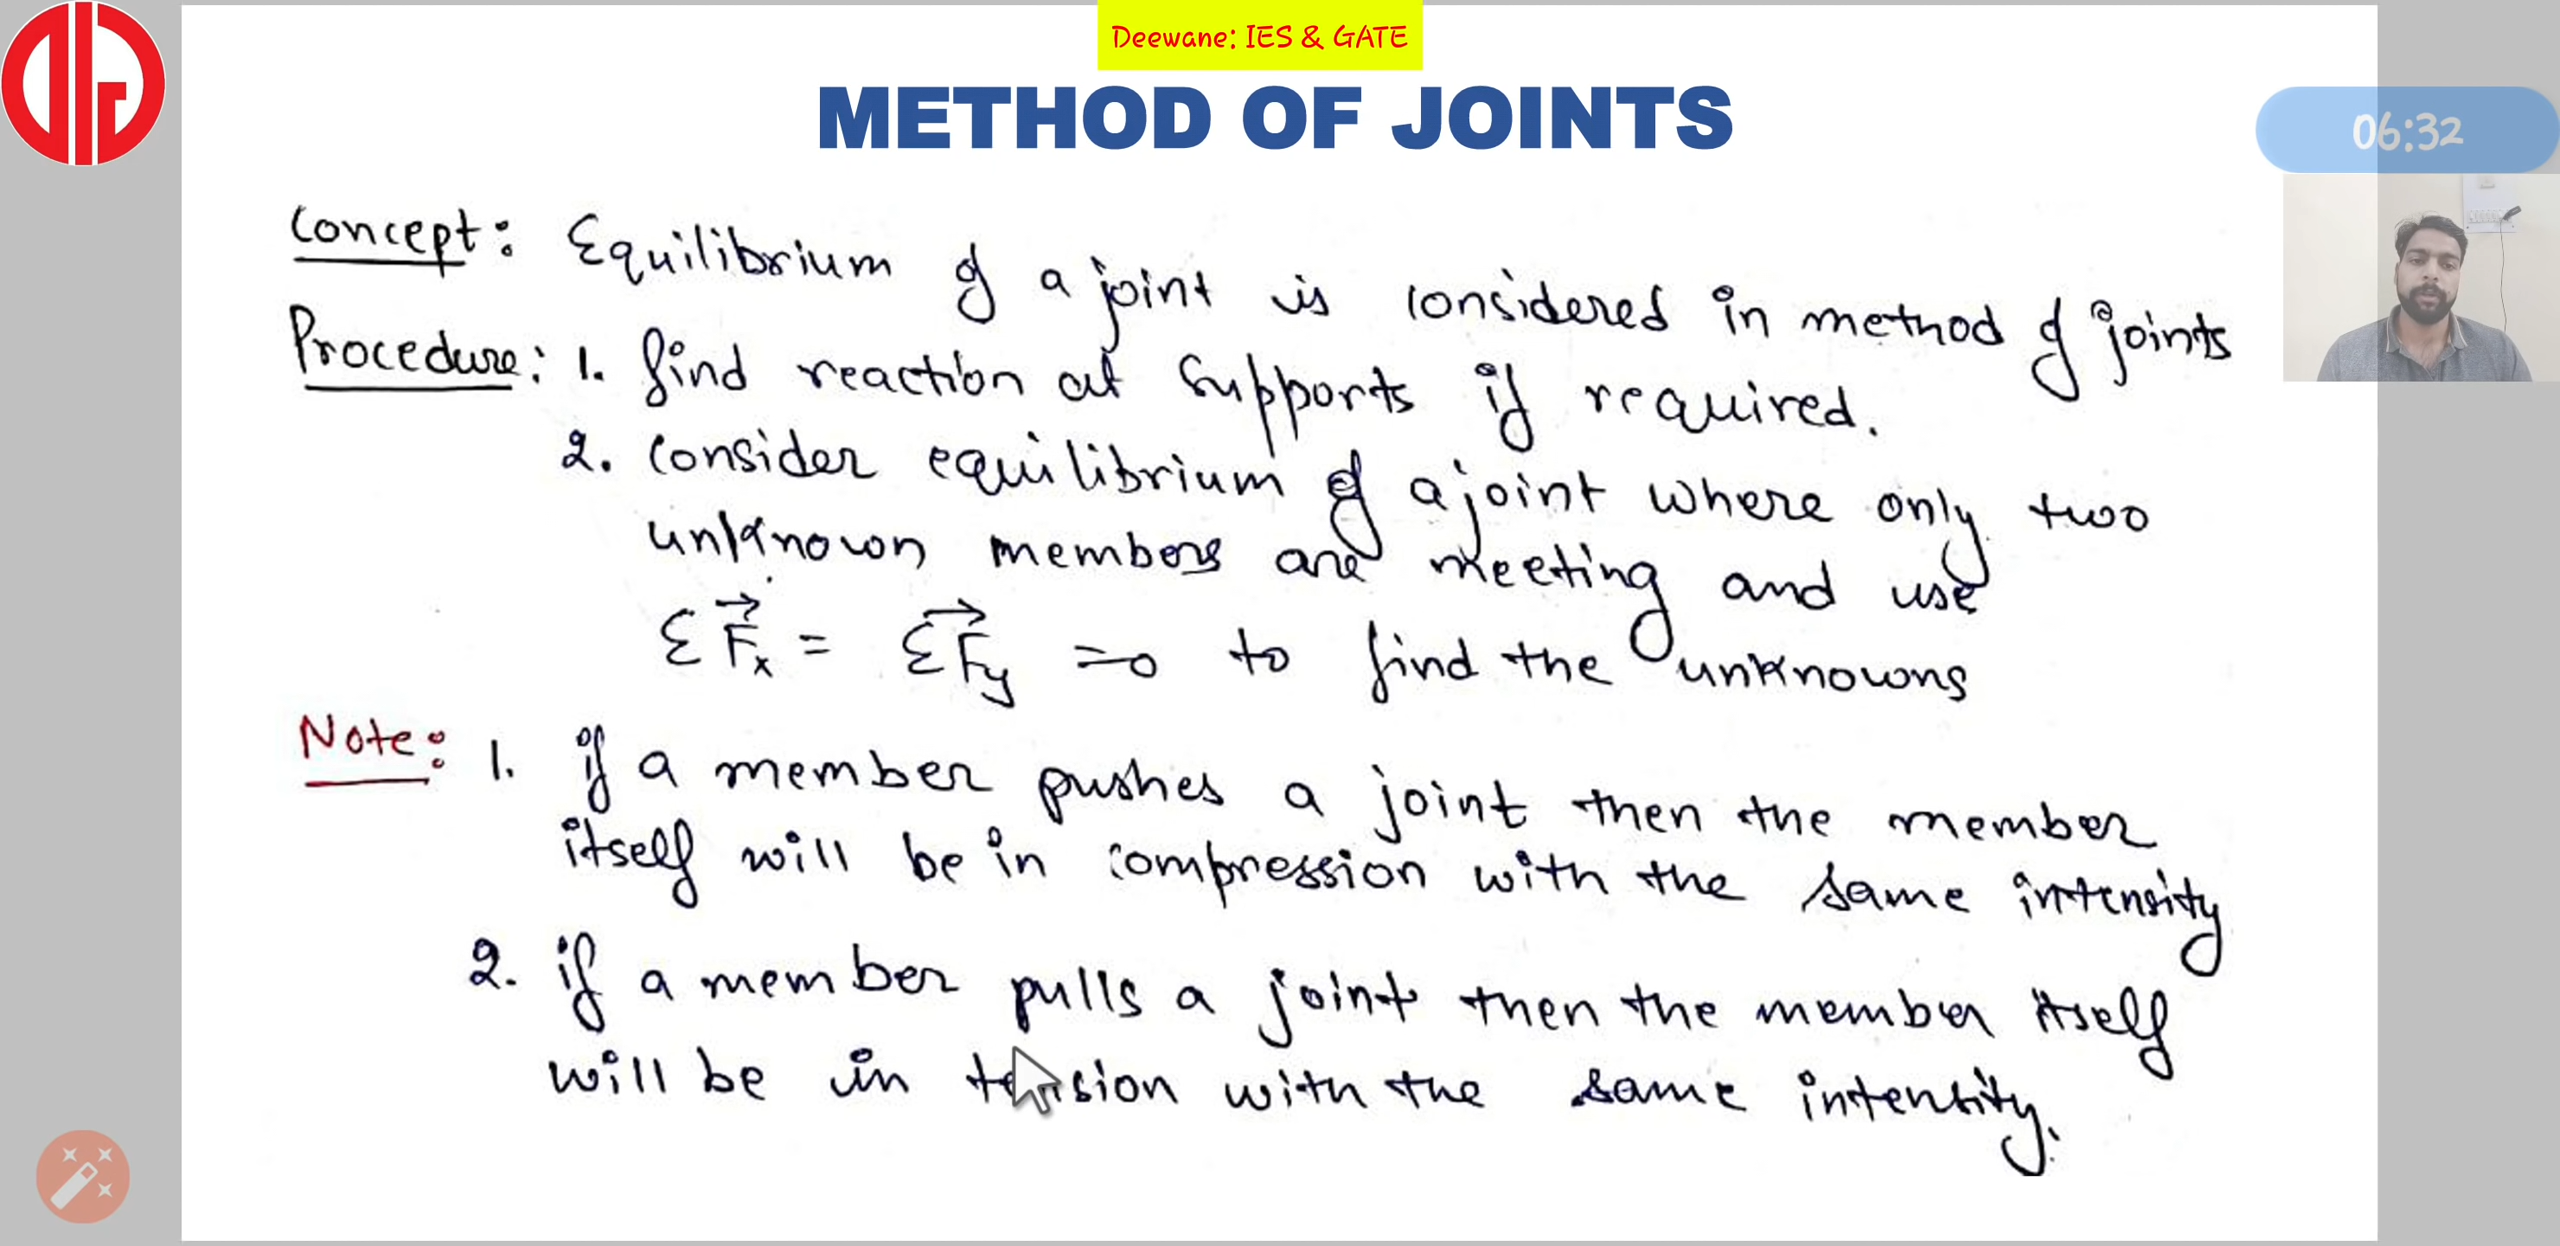 Deewane: IES & GATE
METHOD OF JOINTS
06:32
Concept: Equilibrium of a joint is considered in method of joints
Procedure: 1. find reaction at supports if required.
2. Consider equilibrium of a joint where only two
unknown members are meeting and use
Σ F⃗x = Σ F⃗y =0 to find the unknowns
Note: 1. if a member pushes a joint then the member
itself will be in compression with the same intensity
2. if a member pulls a joint then the member itself
will be in tension with the same intensity.